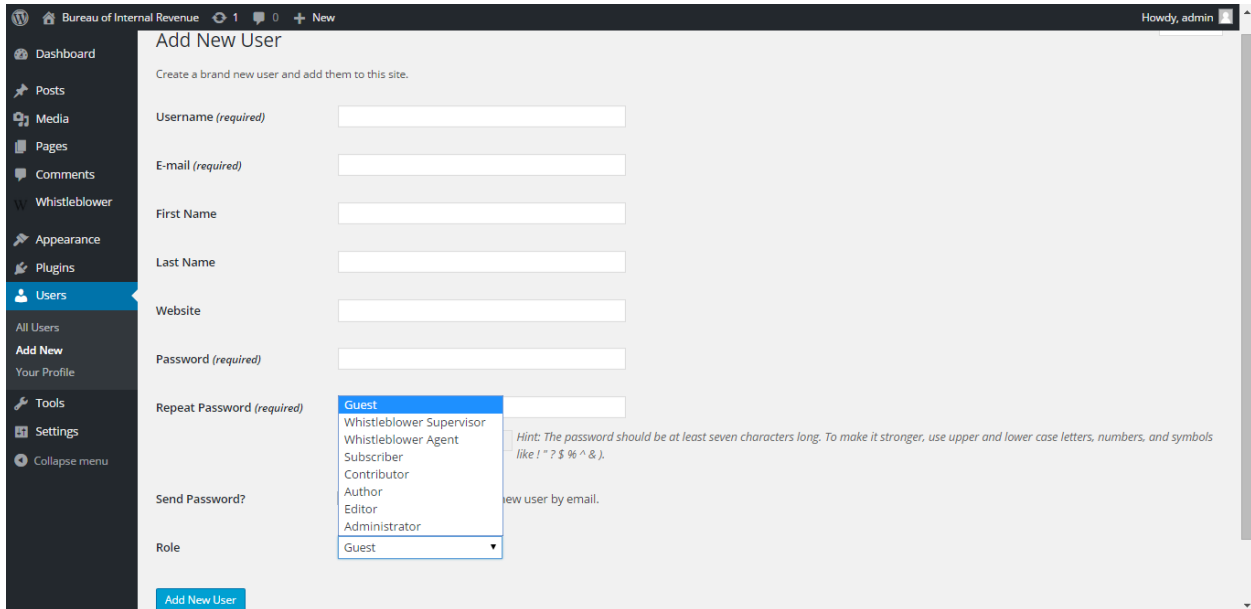 Bureau of Internal Revenue 1 0 New Howdy, admin
Dashboard
Posts
Media
Pages
Comments
Whistleblower
Appearance
Plugins
Users
All Users
Add New
Your Profile
Tools
Settings
Collapse menu
Add New User
Create a brand new user and add them to this site.
Username (required)
E-mail (required)
First Name
Last Name
Website
Password (required)
Repeat Password (required)
Guest
Whistleblower Supervisor
Whistleblower Agent
Subscriber
Contributor
Author
Editor
Administrator
Hint: The password should be at least seven characters long. To make it stronger, use upper and lower case letters, numbers, and symbols
like ! " ? $ % ^ & ).
Send Password? new user by email.
Role Guest
Add New User